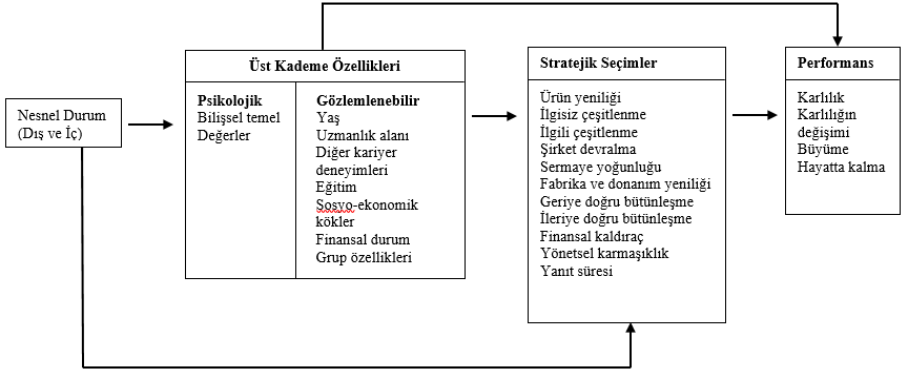 Nesnel Durum
(Dış ve İç)
Üst Kademe Özellikleri
Psikolojik
Bilişsel temel
Değerler
Gözlemlenebilir
Yaş
Uzmanlık alanı
Diğer kariyer
deneyimleri
Eğitim
Sosyo-ekonomik
kökler
Finansal durum
Grup özellikleri
Stratejik Seçimler
Ürün yeniliği
İlgisiz çeşitlenme
İlgili çeşitlenme
Şirket devralma
Sermaye yoğunluğu
Fabrika ve donanım yeniliği
Geriye doğru bütünleşme
İleriye doğru bütünleşme
Finansal kaldıraç
Yönetsel karmaşıklık
Yanıt süresi
Performans
Karlılık
Karlılığın
değişimi
Büyüme
Hayatta kalma